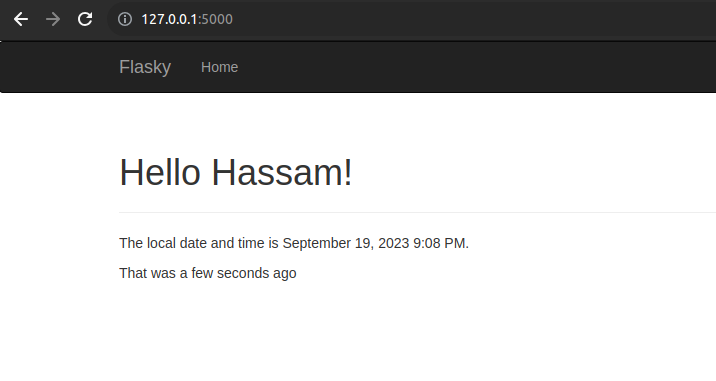 127.0.0.1:5000
Flasky Home
Hello Hassam!
The local date and time is September 19, 2023 9:08 PM.
That was a few seconds ago